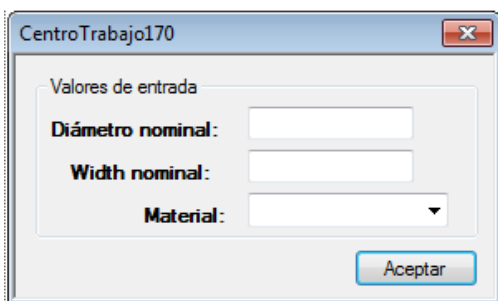 CentroTrabajo170
Valores de entrada
Diámetro nominal:
Width nominal:
Material:
Aceptar